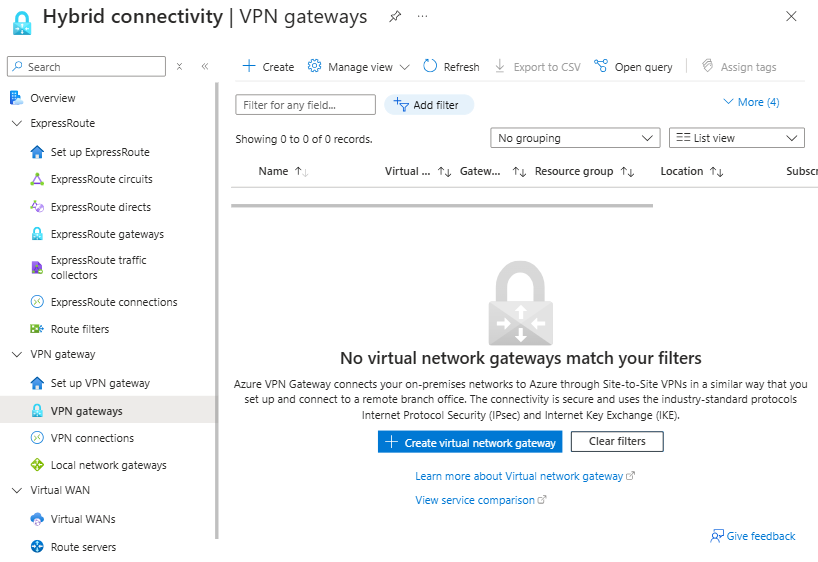 Hybrid connectivity | VPN gateways
Search
Create
Manage view
Refresh
Export to CSV
Open query
Assign tags
Overview
ExpressRoute
Set up ExpressRoute
ExpressRoute circuits
ExpressRoute directs
ExpressRoute gateways
ExpressRoute traffic
collectors
ExpressRoute connections
Route filters
VPN gateway
Set up VPN gateway
VPN gateways
VPN connections
Local network gateways
Virtual WAN
Virtual WANs
Route servers
Filter for any field...
Add filter
More (4)
Showing 0 to 0 of 0 records.
No grouping
List view
Name
Virtual ...
Gatew...
Resource group
Location
Subscr
No virtual network gateways match your filters
Azure VPN Gateway connects your on-premises networks to Azure through Site-to-Site VPNs in a similar way that you
set up and connect to a remote branch office. The connectivity is secure and uses the industry-standard protocols
Internet Protocol Security (IPsec) and Internet Key Exchange (IKE).
Create virtual network gateway
Clear filters
Learn more about Virtual network gateway
View service comparison
Give feedback